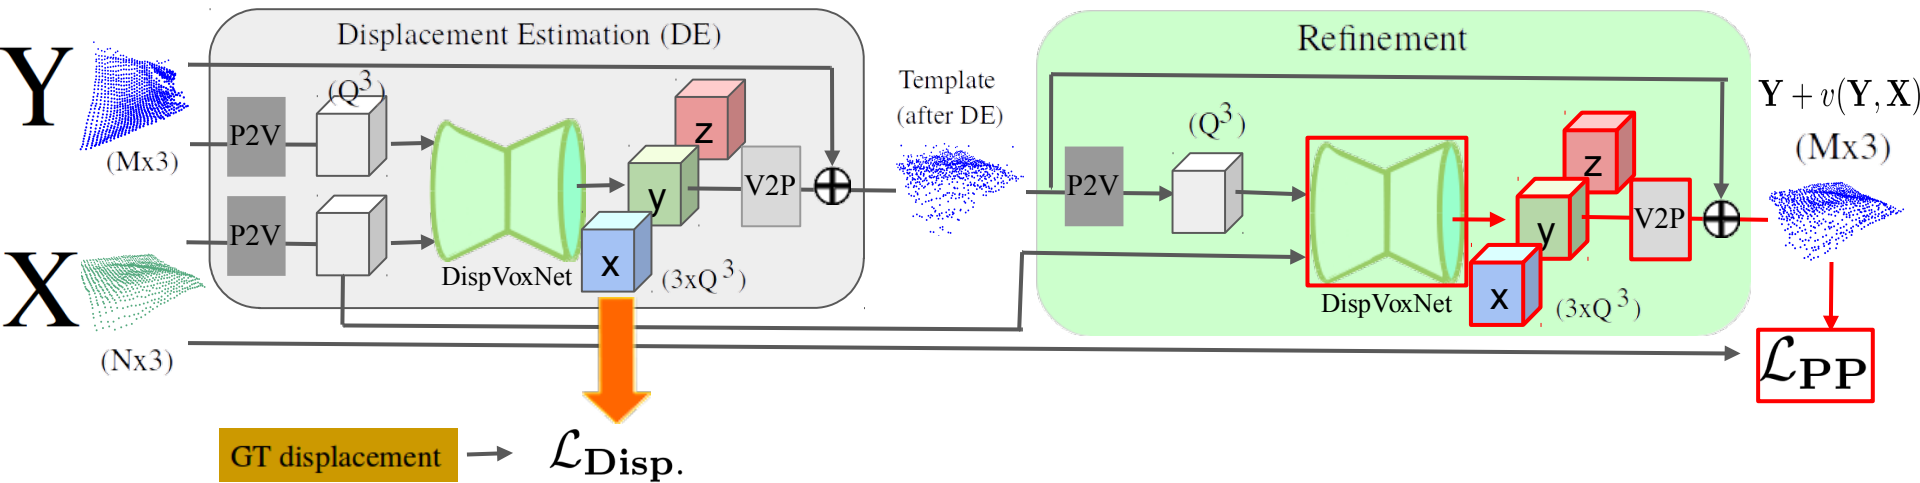 Y
(Mx3)
X
(Nx3)
Displacement Estimation (DE)
P2V
(Q³)
P2V
DispVoxNet
z
y
x
(3xQ³)
V2P
Template
(after DE)
Refinement
P2V
(Q³)
DispVoxNet
z
y
x
(3xQ³)
V2P
Y + v(Y, X)
(Mx3)
ℒPP
GT displacement
ℒDisp.